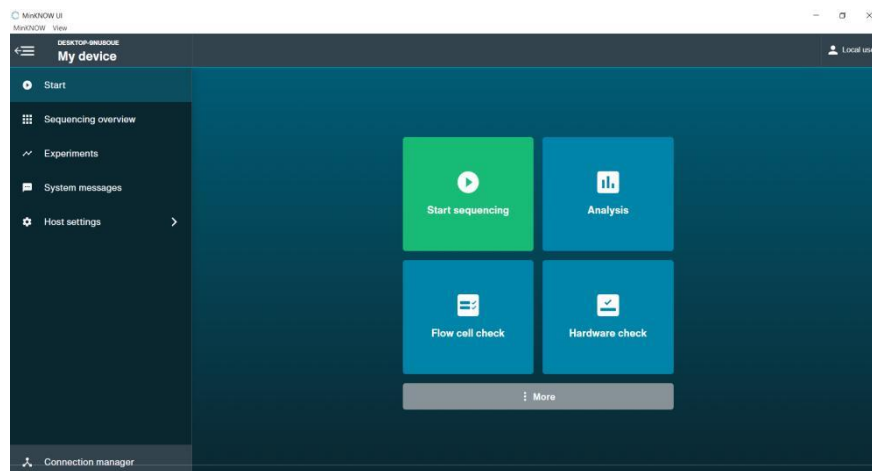 MinKNOW UI
MinKNOW View
DESKTOP-9NUSOUE
My device
Local use
Start
Sequencing overview
Experiments
System messages
Host settings
Start sequencing
Analysis
Flow cell check
Hardware check
More
Connection manager